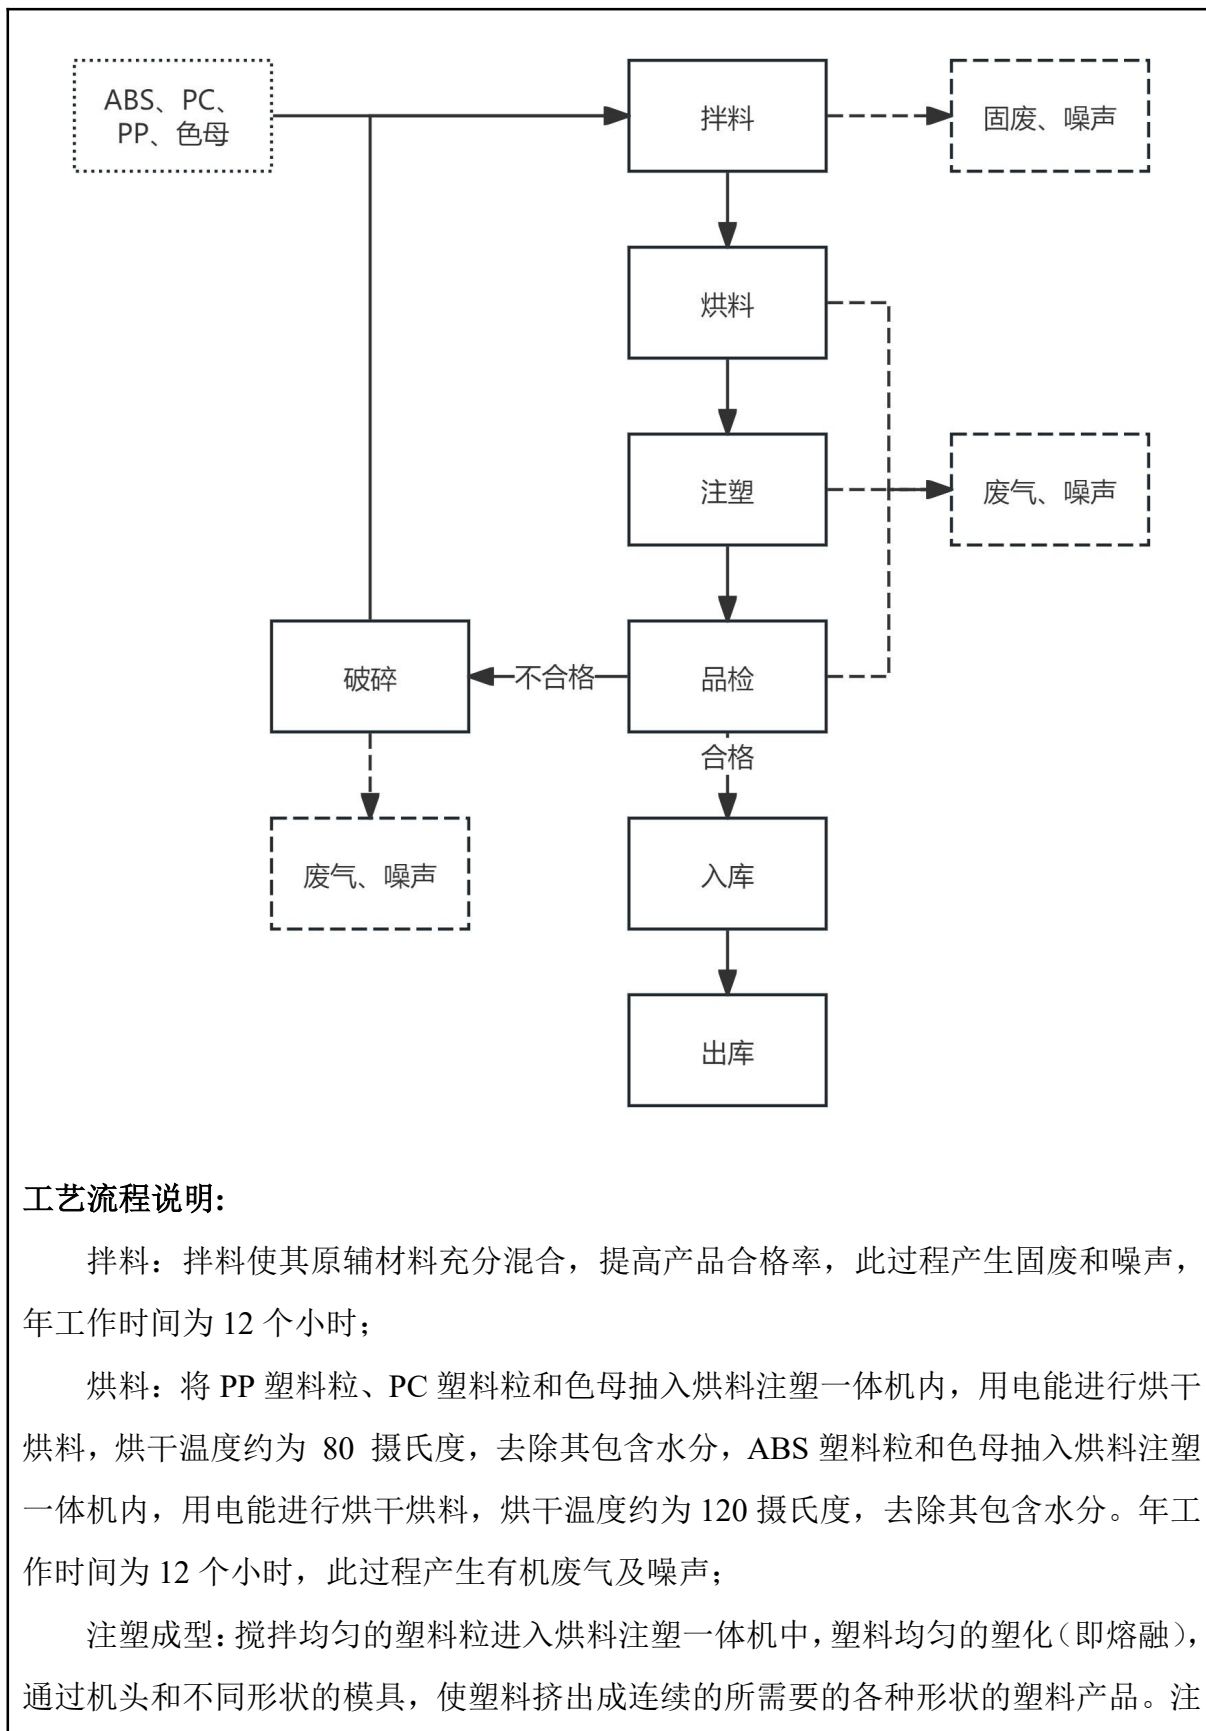 ABS、PC、
PP、色母
拌料
固废、噪声
烘料
注塑
废气、噪声
破碎
不合格
品检
合格
废气、噪声
入库
出库
工艺流程说明：
拌料：拌料使其原辅材料充分混合，提高产品合格率，此过程产生固废和噪声，
年工作时间为 12 个小时；
烘料：将 PP 塑料粒、PC 塑料粒和色母抽入烘料注塑一体机内，用电能进行烘干
烘料，烘干温度约为 80 摄氏度，去除其包含水分，ABS 塑料粒和色母抽入烘料注塑
一体机内，用电能进行烘干烘料，烘干温度约为 120 摄氏度，去除其包含水分。年工
作时间为 12 个小时，此过程产生有机废气及噪声；
注塑成型：搅拌均匀的塑料粒进入烘料注塑一体机中，塑料均匀的塑化（即熔融），
通过机头和不同形状的模具，使塑料挤出成连续的所需要的各种形状的塑料产品。注